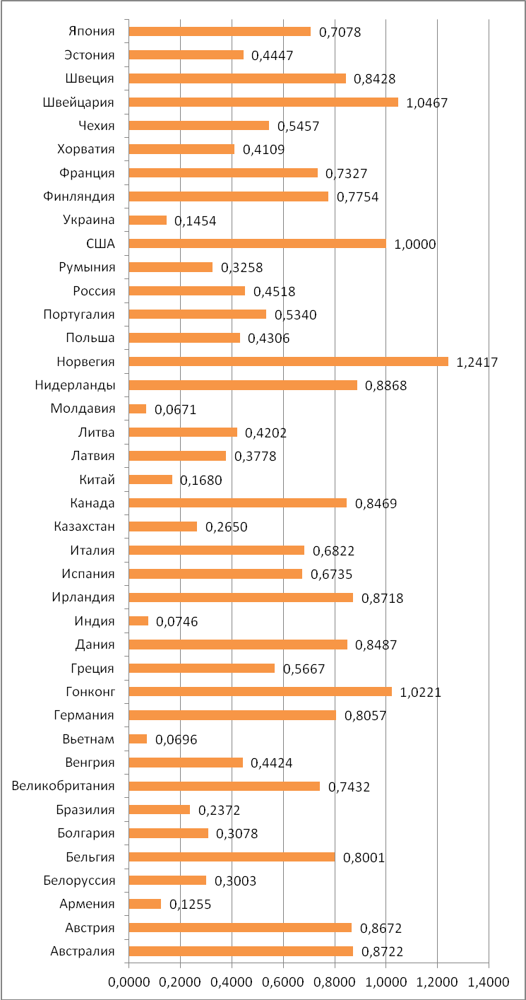 Япония 0,7078
Эстония 0,4447
Швеция 0,8428
Швейцария 1,0467
Чехия 0,5457
Хорватия 0,4109
Франция 0,7327
Финляндия 0,7754
Украина 0,1454
США 1,0000
Румыния 0,3258
Россия 0,4518
Португалия 0,5340
Польша 0,4306
Норвегия 1,2417
Нидерланды 0,8868
Молдавия 0,0671
Литва 0,4202
Латвия 0,3778
Китай 0,1680
Канада 0,8469
Казахстан 0,2650
Италия 0,6822
Испания 0,6735
Ирландия 0,8718
Индия 0,0746
Дания 0,8487
Греция 0,5667
Гонконг 1,0221
Германия 0,8057
Вьетнам 0,0696
Венгрия 0,4424
Великобритания 0,7432
Бразилия 0,2372
Болгария 0,3078
Бельгия 0,8001
Белоруссия 0,3003
Армения 0,1255
Австрия 0,8672
Австралия 0,8722
0,0000 0,2000 0,4000 0,6000 0,8000 1,0000 1,2000 1,4000